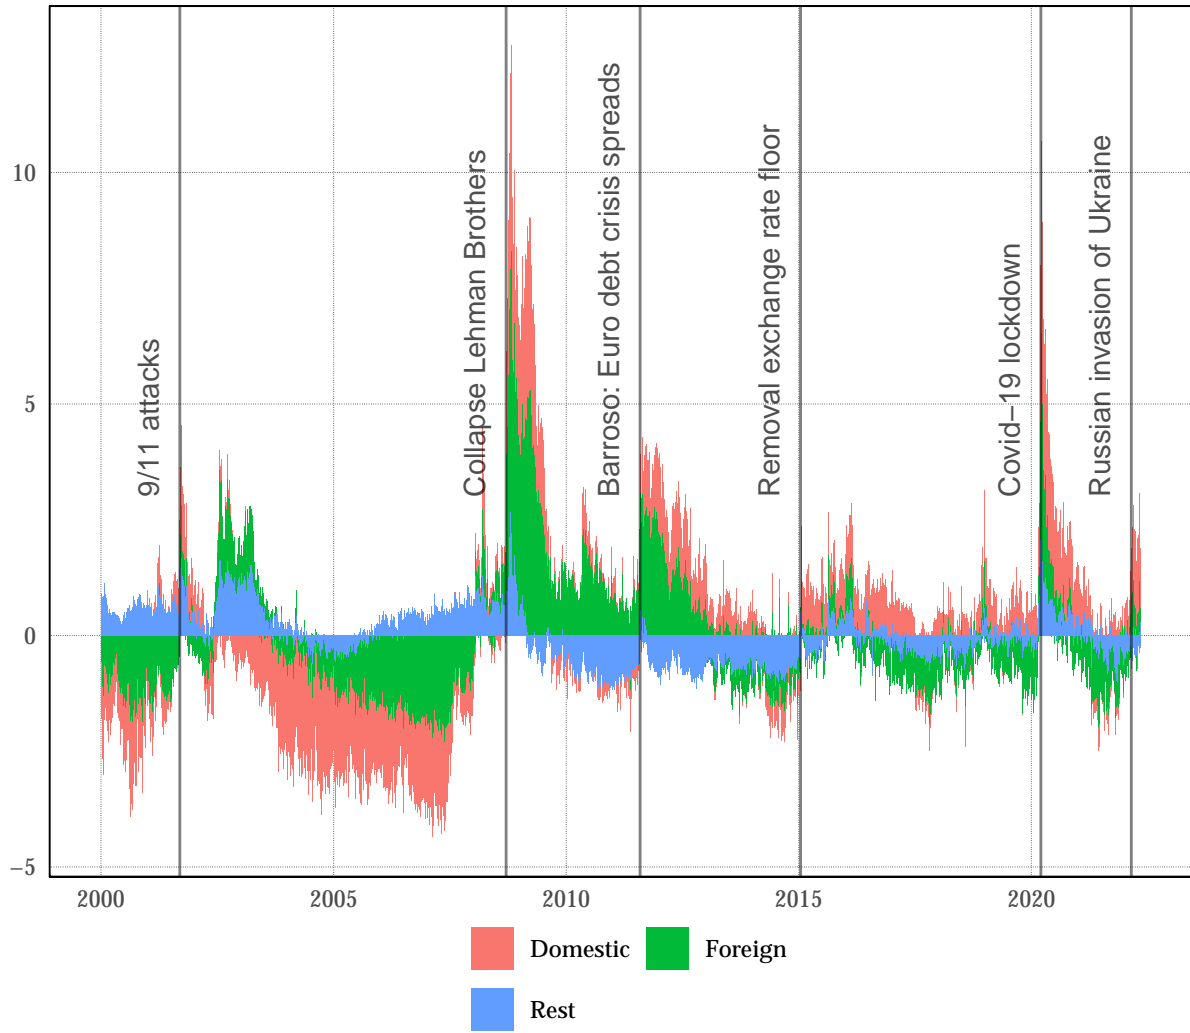 10
5
0
−5
9/11 attacks
Collapse Lehman Brothers
Barroso: Euro debt crisis spreads
Removal exchange rate floor
Covid−19 lockdown
Russian invasion of Ukraine
2000 2005 2010 2015 2020
Domestic Foreign
Rest